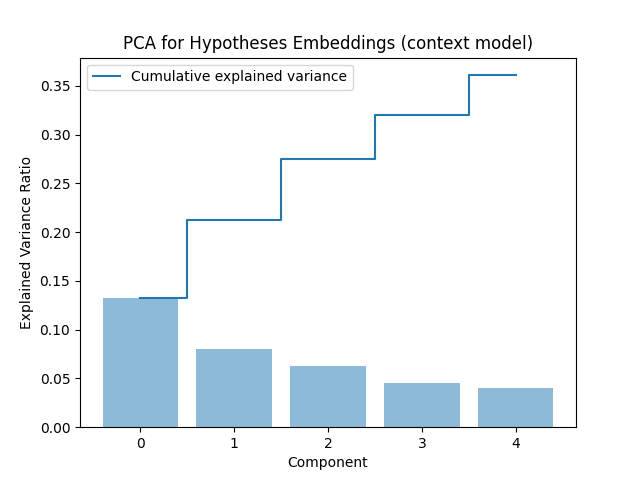 PCA for Hypotheses Embeddings (context model)
Cumulative explained variance
Explained Variance Ratio
0.35
0.30
0.25
0.20
0.15
0.10
0.05
0.00
0 1 2 3 4
Component